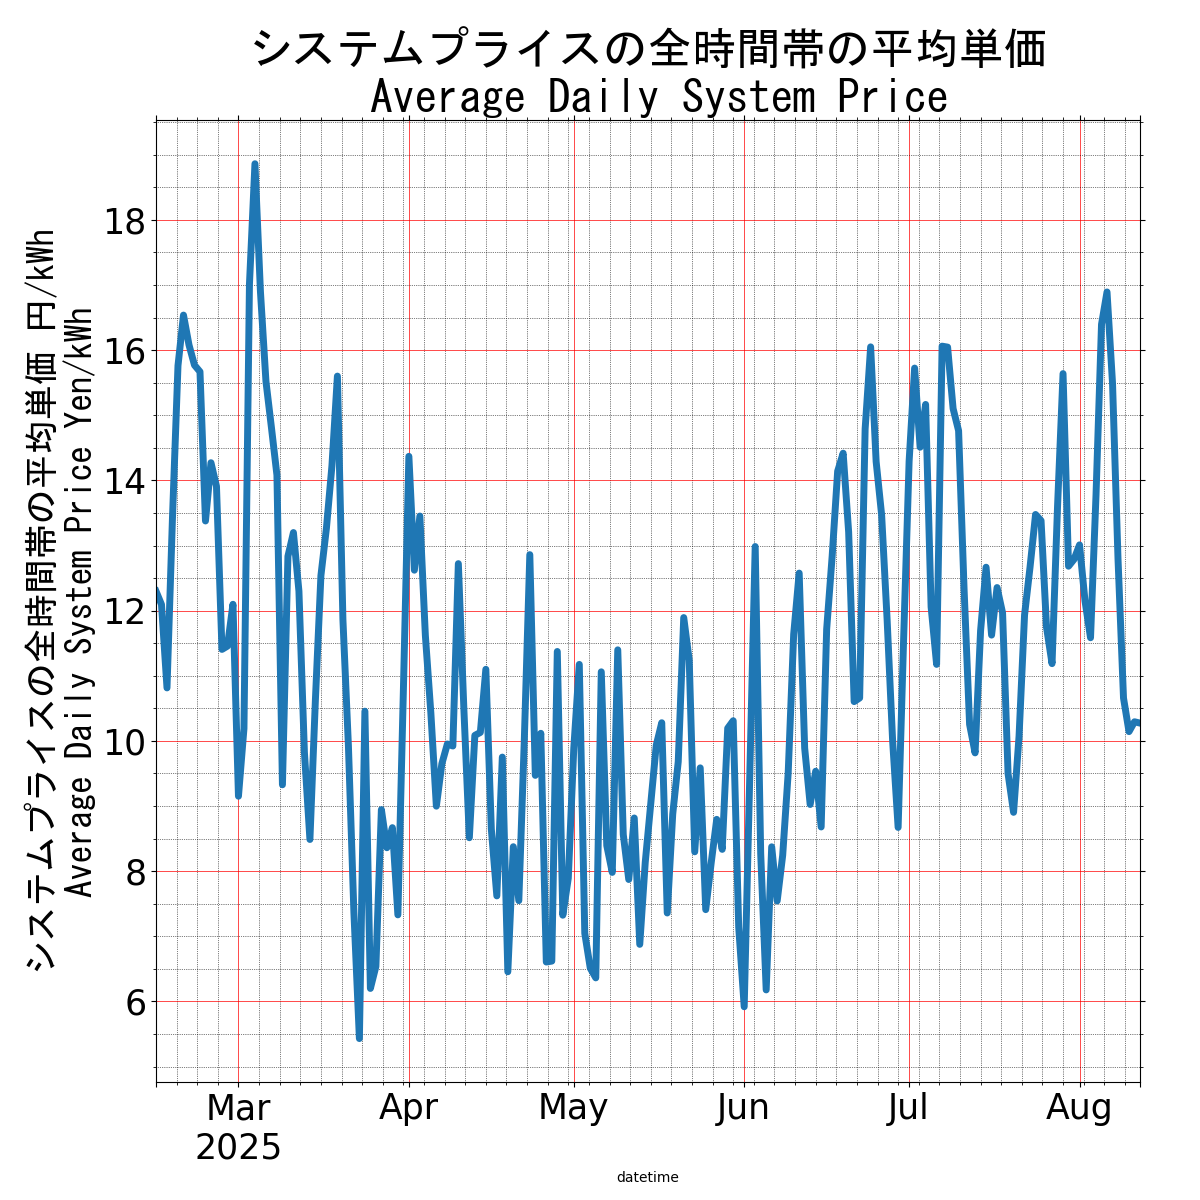 システムプライスの全時間帯の平均単価
Average Daily System Price
システムプライスの全時間帯の平均単価 円/kWh
Average Daily System Price Yen/kWh
18
16
14
12
10
8
6
Mar
2025
Apr
May
Jun
Jul
Aug
datetime